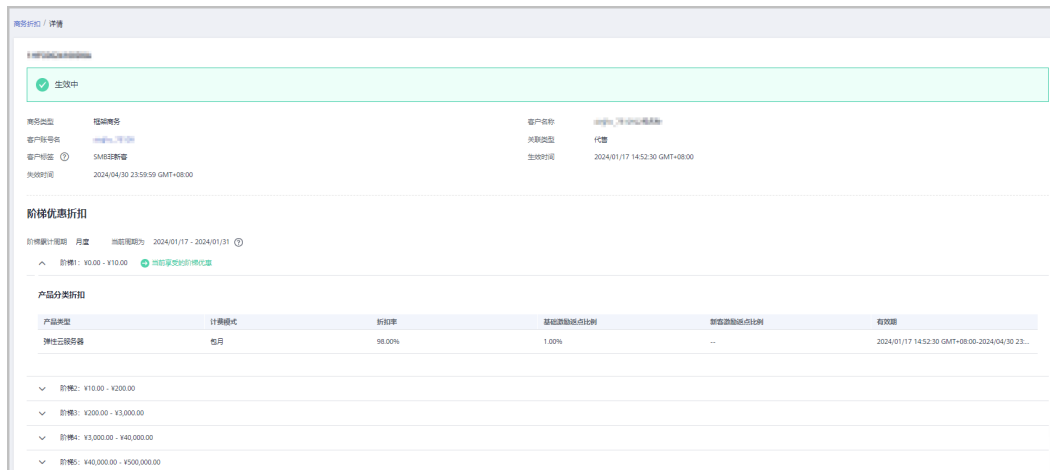 商务折扣 / 详情
生效中
商务类型 框架商务 客户名称
客户账号名 关联类型 代售
客户标签 SMB非新客 生效时间 2024/01/17 14:52:30 GMT+08:00
失效时间 2024/04/30 23:59:59 GMT+08:00
阶梯优惠折扣
阶梯累计周期 月度 当前周期为 2024/01/17 - 2024/01/31
阶梯1: ¥0.00 - ¥10.00 当前享受的阶梯优惠
产品分类折扣
产品类型 计费模式 折扣率 基础激励返点比例 新客激励返点比例 有效期
弹性云服务器 包月 98.00% 1.00% -- 2024/01/17 14:52:30 GMT+08:00-2024/04/30 23:...
阶梯2: ¥10.00 - ¥200.00
阶梯3: ¥200.00 - ¥3,000.00
阶梯4: ¥3,000.00 - ¥40,000.00
阶梯5: ¥40,000.00 - ¥500,000.00